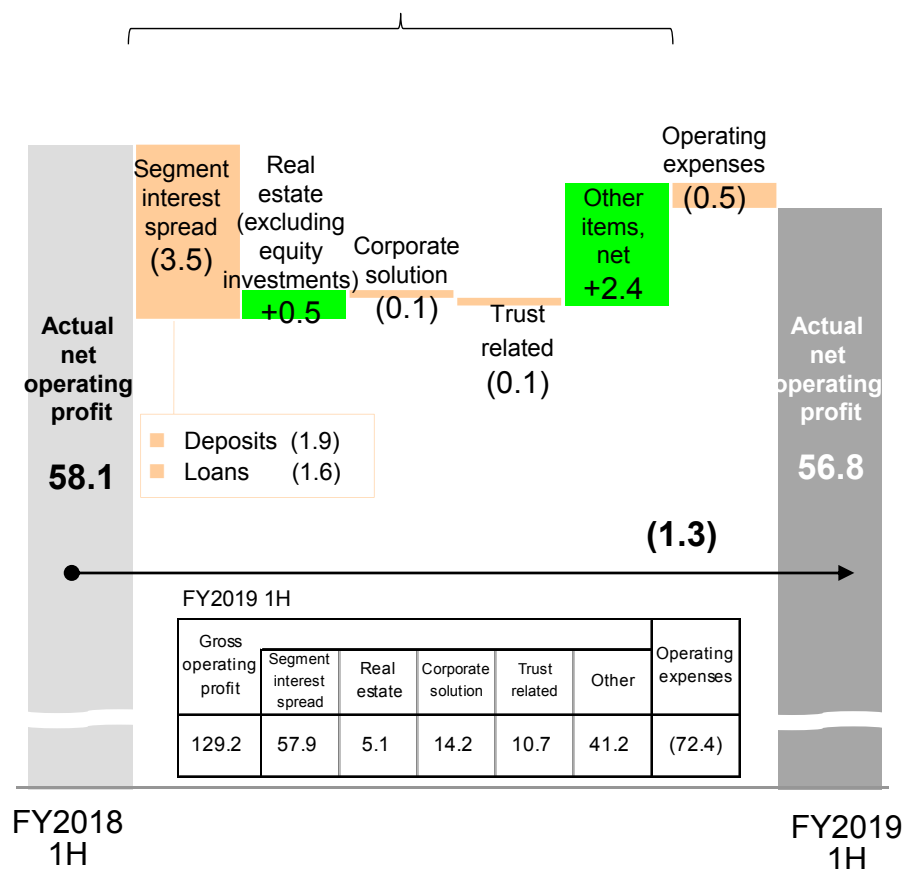 Segment
interest
spread
(3.5)
Real
estate
(excluding
equity
investments)
+0.5
Corporate
solution
(0.1)
Trust
related
(0.1)
Other
items,
net
+2.4
Operating
expenses
(0.5)
Actual
net
operating
profit
58.1
Actual
net
operating
profit
56.8
Deposits (1.9)
Loans (1.6)
(1.3)
FY2019 1H
Gross
operating
profit
Segment
interest
spread
Real
estate
Corporate
solution
Trust
related
Other
Operating
expenses
129.2 57.9 5.1 14.2 10.7 41.2 (72.4)
FY2018
1H
FY2019
1H